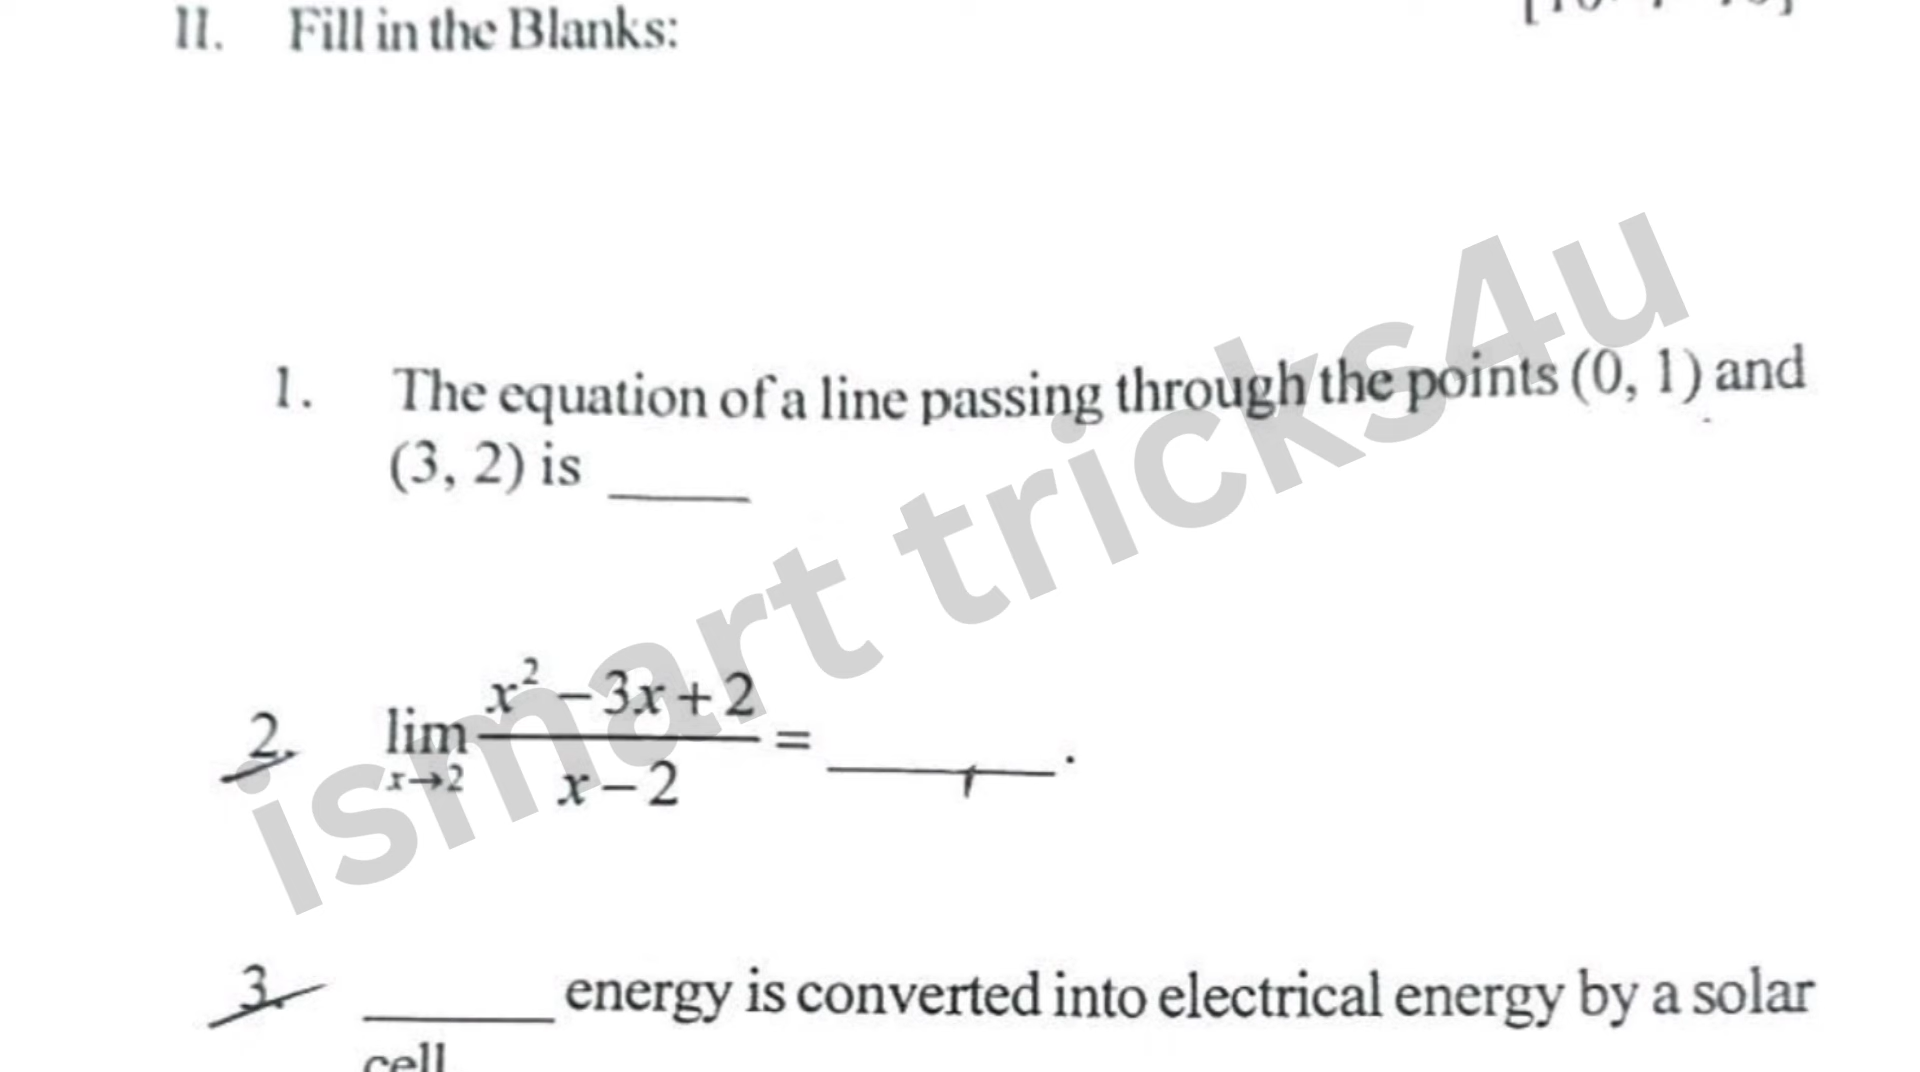 II. Fill in the Blanks:
1. The equation of a line passing through the points (0, 1) and
(3, 2) is ____
2. lim x→2 (x² – 3x + 2)/(x – 2) = ____.
3. ____ energy is converted into electrical energy by a solar
cell
ismart tricks4u